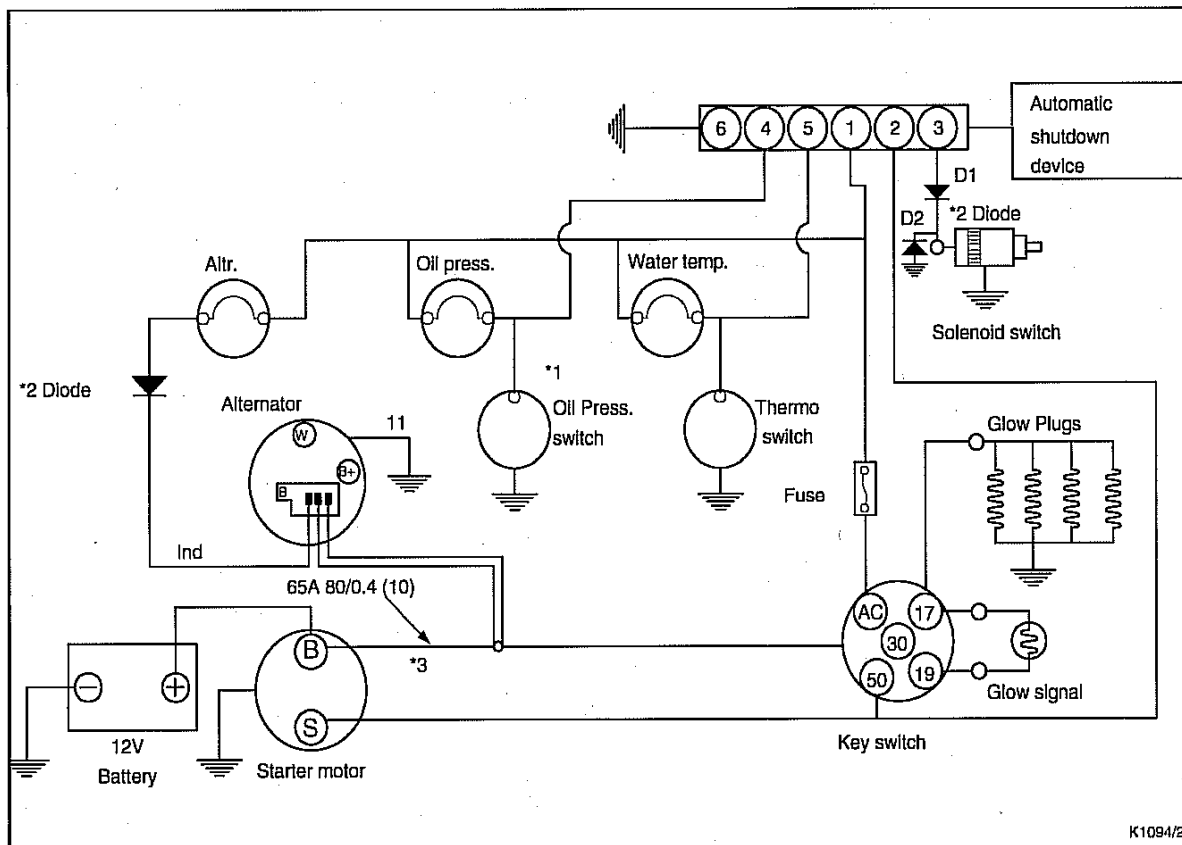 Automatic
shutdown
device
6 4 5 1 2 3
D1
D2
*2 Diode
Solenoid switch
Altr.
Oil press.
Water temp.
*2 Diode
*1
Oil Press.
switch
Thermo
switch
Alternator
W
B+
B
11
Glow Plugs
Fuse
Ind
65A 80/0.4 (10)
*3
AC
17
30
50
19
Glow signal
Key switch
B
S
Starter motor
12V
Battery
K1094/2